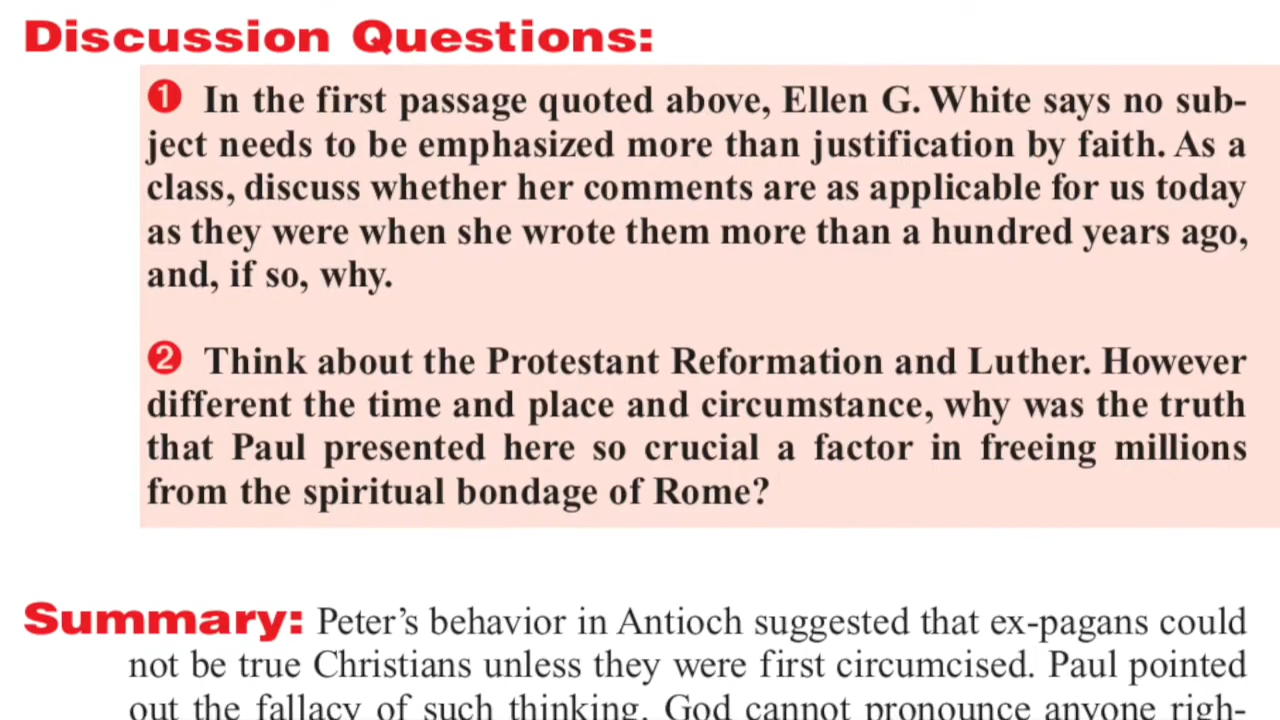 Discussion Questions:
❶ In the first passage quoted above, Ellen G. White says no sub-
ject needs to be emphasized more than justification by faith. As a
class, discuss whether her comments are as applicable for us today
as they were when she wrote them more than a hundred years ago,
and, if so, why.
❷ Think about the Protestant Reformation and Luther. However
different the time and place and circumstance, why was the truth
that Paul presented here so crucial a factor in freeing millions
from the spiritual bondage of Rome?
Summary: Peter’s behavior in Antioch suggested that ex-pagans could
not be true Christians unless they were first circumcised. Paul pointed
out the fallacy of such thinking. God cannot pronounce anyone righ-